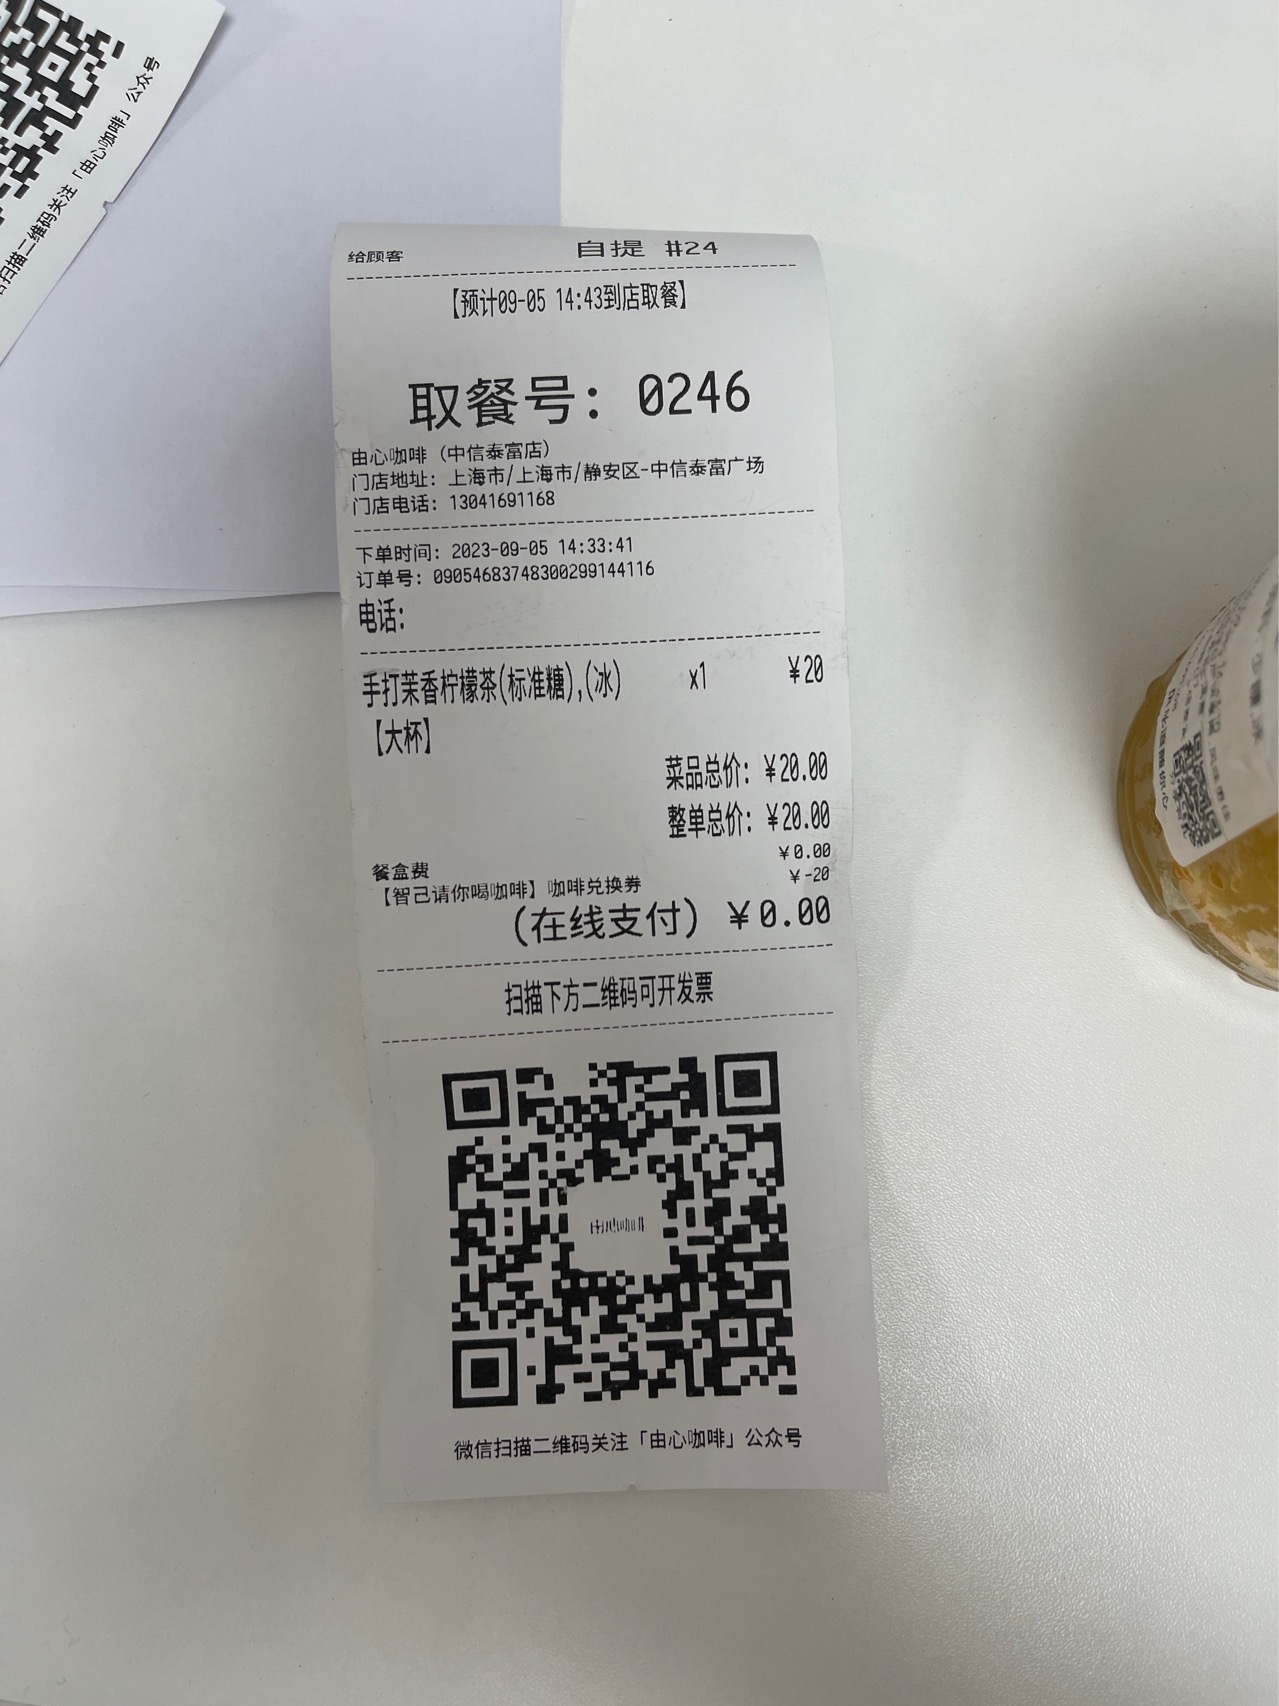 扫描二维码关注「由心咖啡」公众号
给顾客 自提 #24
【预计09-05 14:43到店取餐】
取餐号：0246
由心咖啡（中信泰富店）
门店地址：上海市/上海市/静安区-中信泰富广场
门店电话：13041691168
下单时间：2023-09-05 14:33:41
订单号：09054683748300299144116
电话：
手打茉香柠檬茶(标准糖),(冰) x1 ￥20
【大杯】
菜品总价：￥20.00
整单总价：￥20.00
餐盒费 ￥0.00
【智己请你喝咖啡】咖啡兑换券 ￥-20
(在线支付) ￥0.00
扫描下方二维码可开发票
由心咖啡
微信扫描二维码关注「由心咖啡」公众号